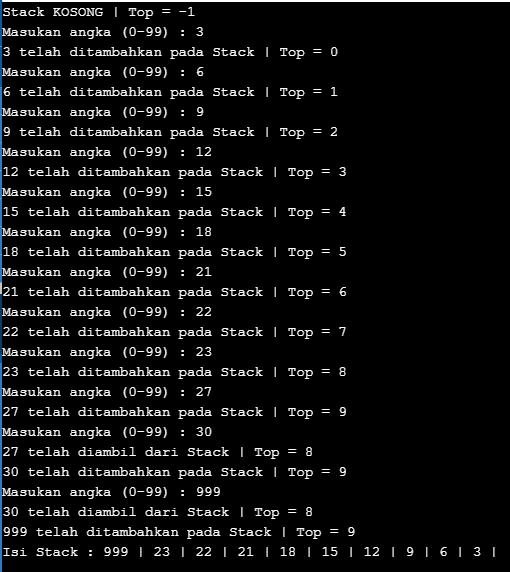 Stack KOSONG | Top = -1
Masukan angka (0-99) : 3
3 telah ditambahkan pada Stack | Top = 0
Masukan angka (0-99) : 6
6 telah ditambahkan pada Stack | Top = 1
Masukan angka (0-99) : 9
9 telah ditambahkan pada Stack | Top = 2
Masukan angka (0-99) : 12
12 telah ditambahkan pada Stack | Top = 3
Masukan angka (0-99) : 15
15 telah ditambahkan pada Stack | Top = 4
Masukan angka (0-99) : 18
18 telah ditambahkan pada Stack | Top = 5
Masukan angka (0-99) : 21
21 telah ditambahkan pada Stack | Top = 6
Masukan angka (0-99) : 22
22 telah ditambahkan pada Stack | Top = 7
Masukan angka (0-99) : 23
23 telah ditambahkan pada Stack | Top = 8
Masukan angka (0-99) : 27
27 telah ditambahkan pada Stack | Top = 9
Masukan angka (0-99) : 30
27 telah diambil dari Stack | Top = 8
30 telah ditambahkan pada Stack | Top = 9
Masukan angka (0-99) : 999
30 telah diambil dari Stack | Top = 8
999 telah ditambahkan pada Stack | Top = 9
Isi Stack : 999 | 23 | 22 | 21 | 18 | 15 | 12 | 9 | 6 | 3 |